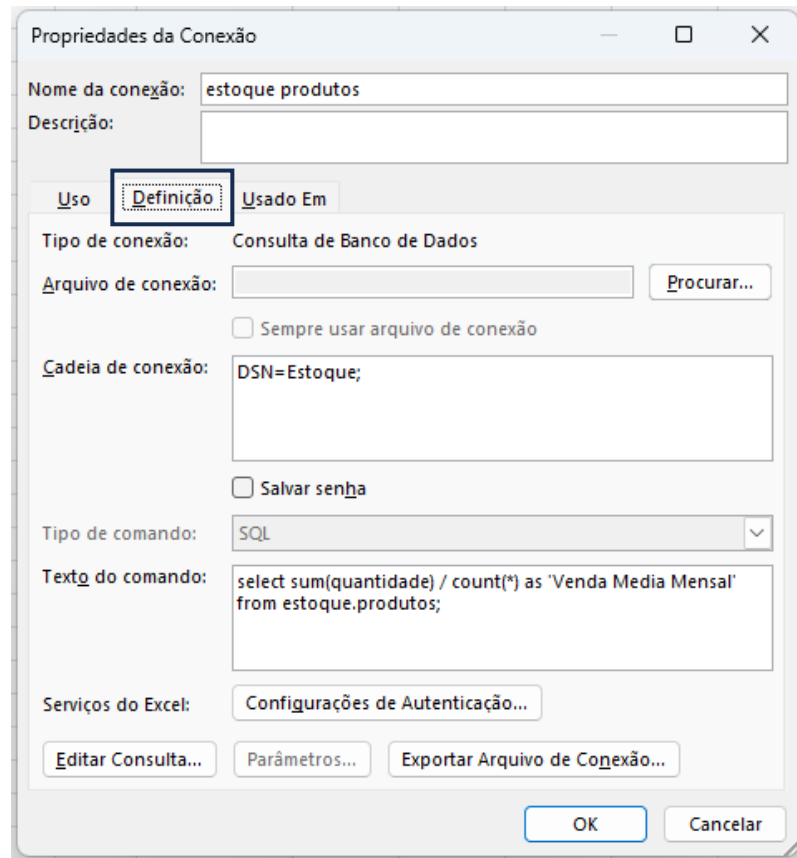 Propriedades da Conexão
Nome da conexão: estoque produtos
Descrição:
Uso Definição Usado Em
Tipo de conexão: Consulta de Banco de Dados
Arquivo de conexão: Procurar...
Sempre usar arquivo de conexão
Cadeia de conexão: DSN=Estoque;
Salvar senha
Tipo de comando: SQL
Texto do comando: select sum(quantidade) / count(*) as 'Venda Media Mensal'
from estoque.produtos;
Serviços do Excel: Configurações de Autenticação...
Editar Consulta... Parâmetros... Exportar Arquivo de Conexão...
OK Cancelar